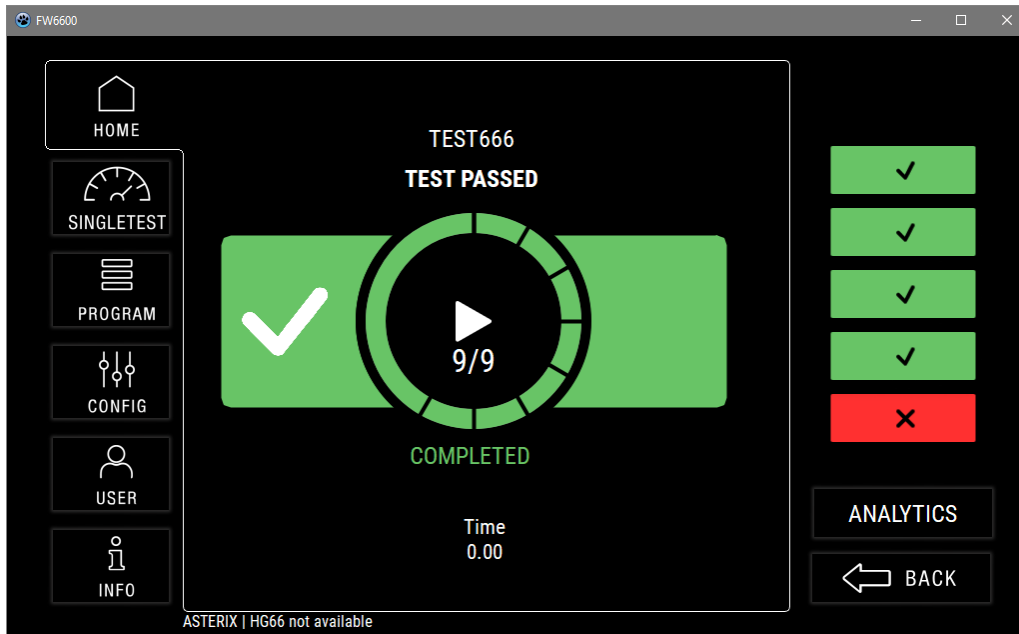 FW6600
HOME
SINGLETEST
PROGRAM
CONFIG
USER
INFO
TEST666
TEST PASSED
9/9
COMPLETED
Time
0.00
ANALYTICS
BACK
ASTERIX | HG66 not available